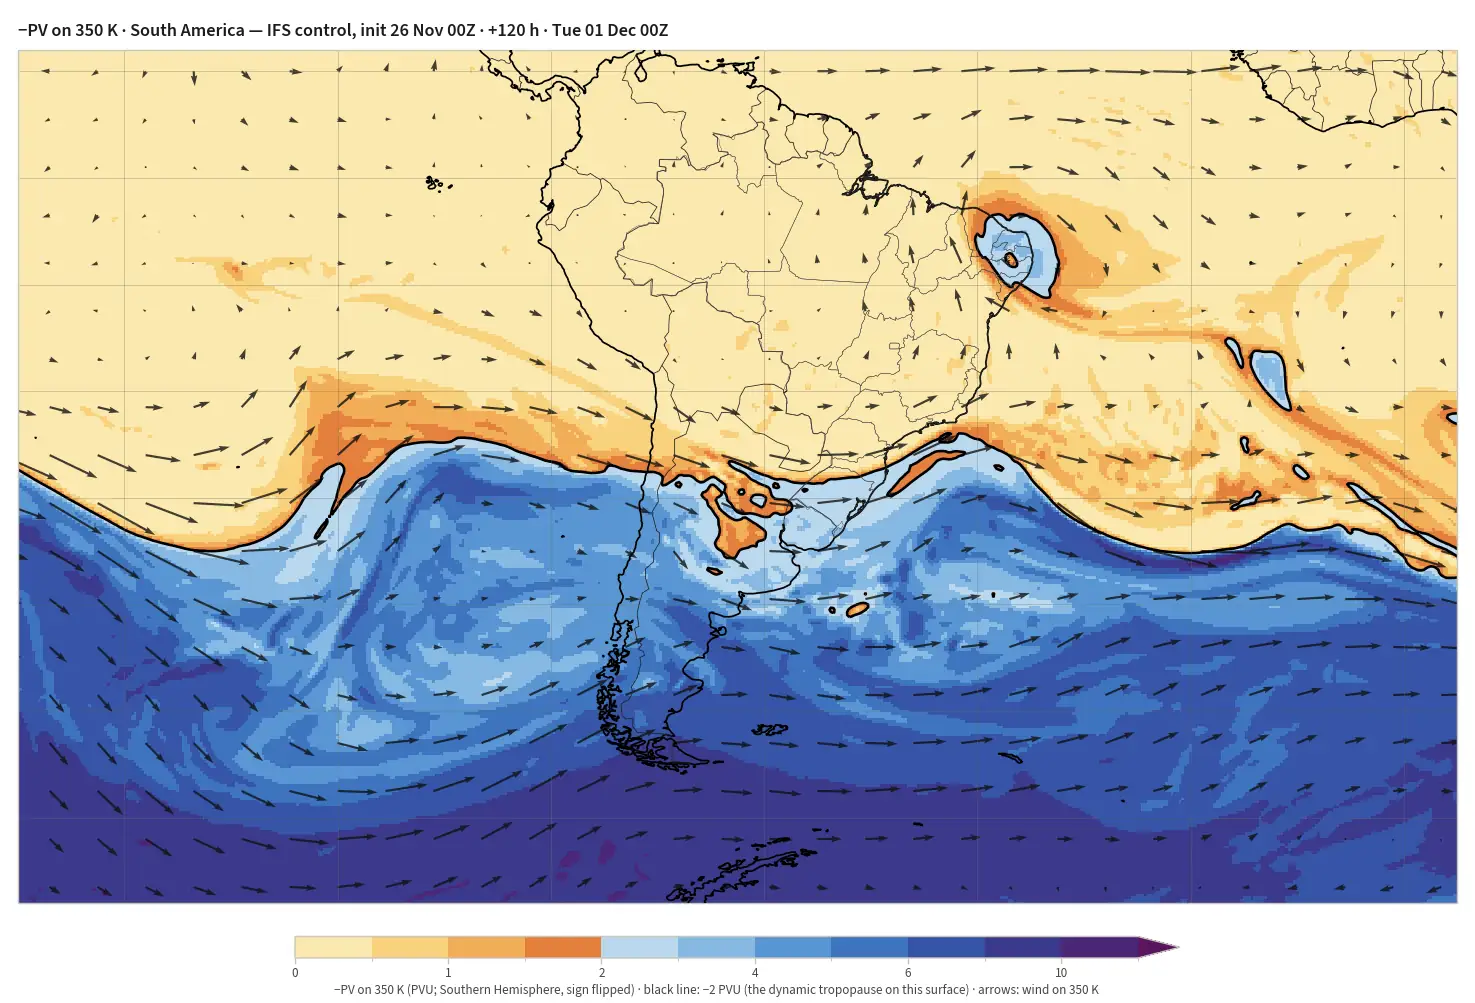 −PV on 350 K · South America — IFS control, init 26 Nov 00Z · +120 h · Tue 01 Dec 00Z
0 1 2 4 6 10
−PV on 350 K (PVU; Southern Hemisphere, sign flipped) · black line: −2 PVU (the dynamic tropopause on this surface) · arrows: wind on 350 K